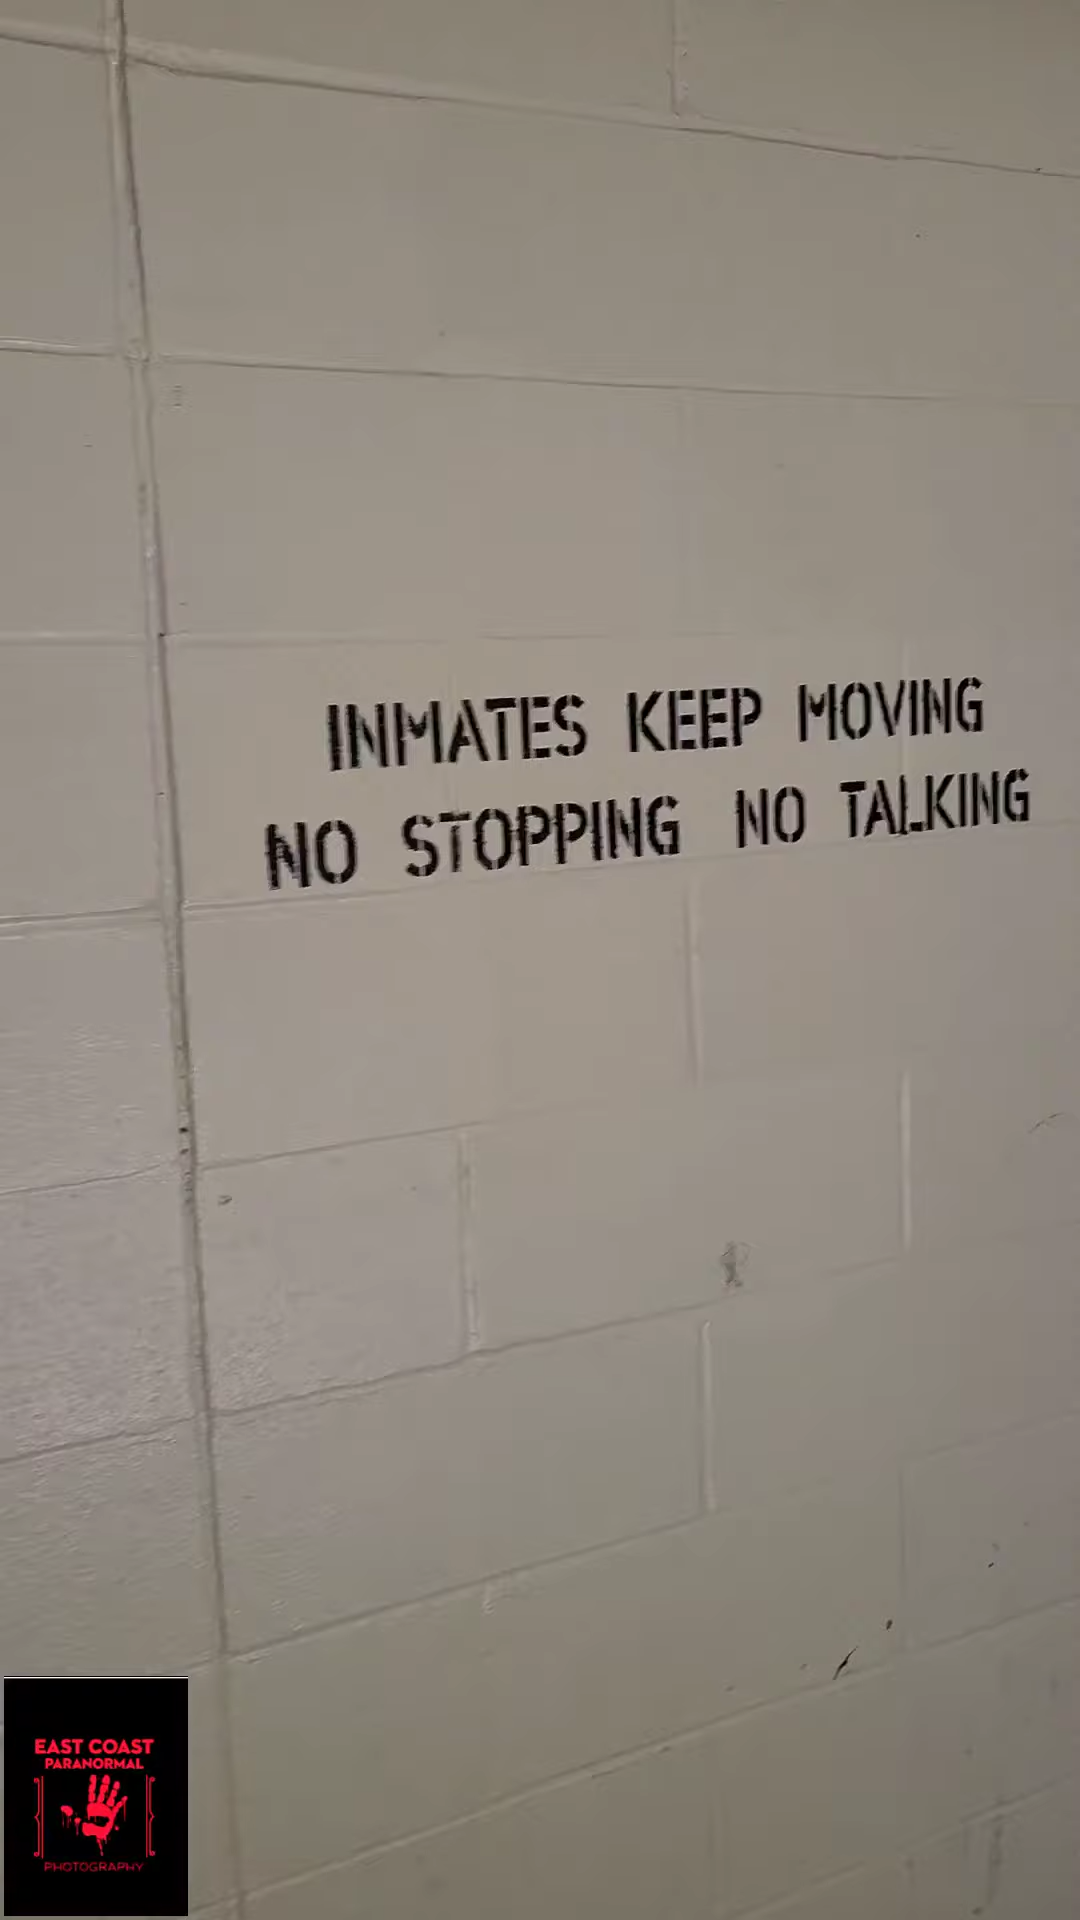 INMATES KEEP MOVING
NO STOPPING NO TALKING
EAST COAST
PARANORMAL
PHOTOGRAPHY